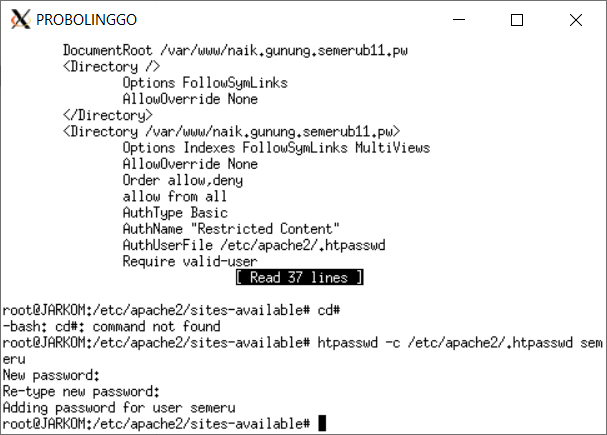 PROBOLINGGO
DocumentRoot /var/www/naik.gunung.semerub11.pw
<Directory />
Options FollowSymLinks
AllowOverride None
</Directory>
<Directory /var/www/naik.gunung.semerub11.pw>
Options Indexes FollowSymLinks MultiViews
AllowOverride None
Order allow,deny
allow from all
AuthType Basic
AuthName "Restricted Content"
AuthUserFile /etc/apache2/.htpasswd
Require valid-user
[ Read 37 lines ]
root@JARKOM:/etc/apache2/sites-available# cd#
-bash: cd#: command not found
root@JARKOM:/etc/apache2/sites-available# htpasswd -c /etc/apache2/.htpasswd sem
eru
New password:
Re-type new password:
Adding password for user semeru
root@JARKOM:/etc/apache2/sites-available#